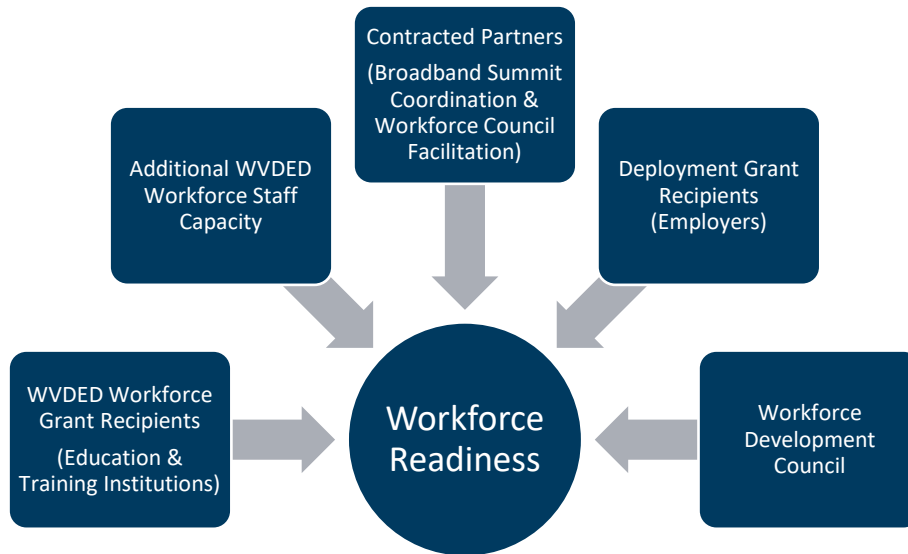 Contracted Partners
(Broadband Summit
Coordination &
Workforce Council
Facilitation)
Additional WVDED
Workforce Staff
Capacity
Deployment Grant
Recipients
(Employers)
WVDED Workforce
Grant Recipients
(Education &
Training Institutions)
Workforce
Readiness
Workforce
Development
Council